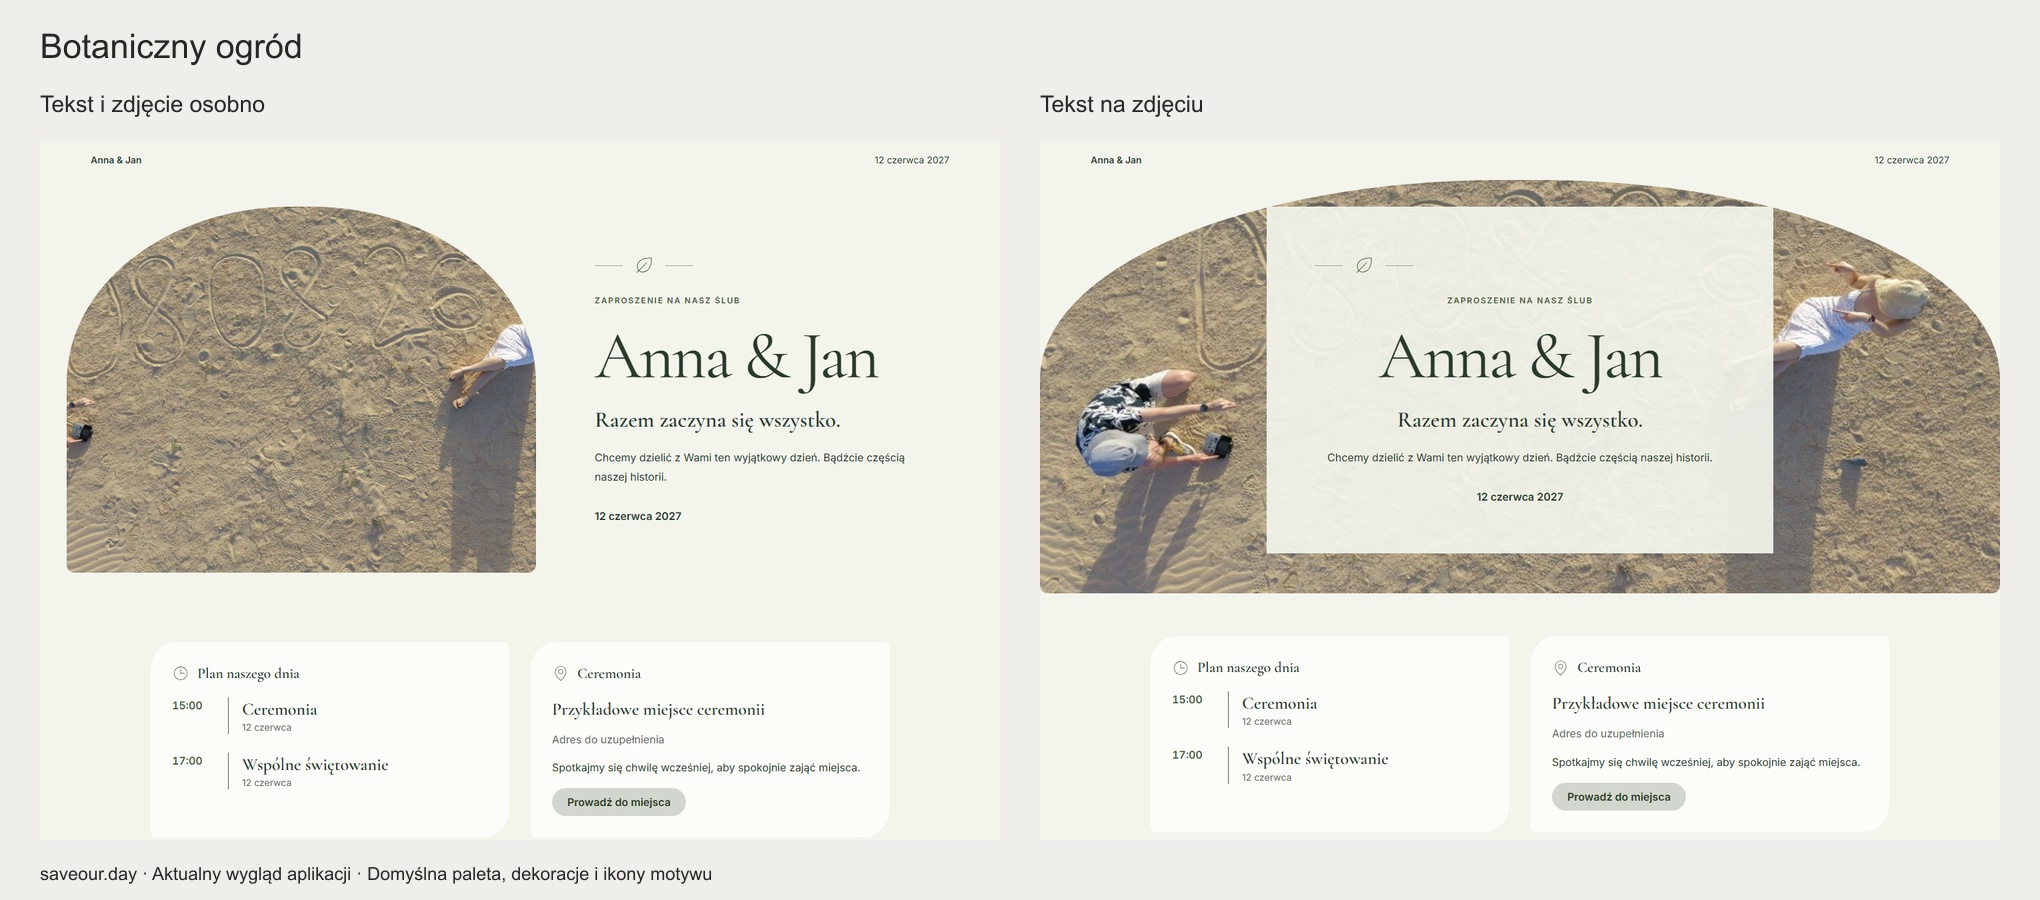 Botaniczny ogród
Tekst i zdjęcie osobno
Anna & Jan
12 czerwca 2027
ZAPROSZENIE NA NASZ ŚLUB
Anna & Jan
Razem zaczyna się wszystko.
Chcemy dzielić z Wami ten wyjątkowy dzień. Bądźcie częścią
naszej historii.
12 czerwca 2027
Plan naszego dnia
15:00
Ceremonia
12 czerwca
17:00
Wspólne świętowanie
12 czerwca
Ceremonia
Przykładowe miejsce ceremonii
Adres do uzupełnienia
Spotkajmy się chwilę wcześniej, aby spokojnie zająć miejsca.
Prowadź do miejsca
Tekst na zdjęciu
Anna & Jan
12 czerwca 2027
ZAPROSZENIE NA NASZ ŚLUB
Anna & Jan
Razem zaczyna się wszystko.
Chcemy dzielić z Wami ten wyjątkowy dzień. Bądźcie częścią naszej historii.
12 czerwca 2027
Plan naszego dnia
15:00
Ceremonia
12 czerwca
17:00
Wspólne świętowanie
12 czerwca
Ceremonia
Przykładowe miejsce ceremonii
Adres do uzupełnienia
Spotkajmy się chwilę wcześniej, aby spokojnie zająć miejsca.
Prowadź do miejsca
saveour.day · Aktualny wygląd aplikacji · Domyślna paleta, dekoracje i ikony motywu